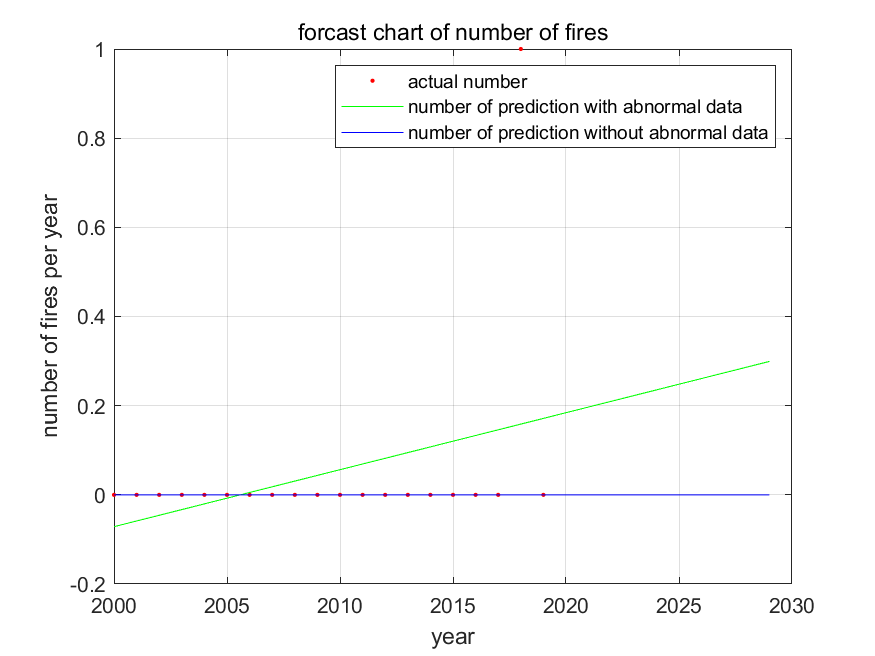 forcast chart of number of fires
1
0.8
0.6
0.4
0.2
0
-0.2
number of fires per year
actual number
number of prediction with abnormal data
number of prediction without abnormal data
2000 2005 2010 2015 2020 2025 2030
year